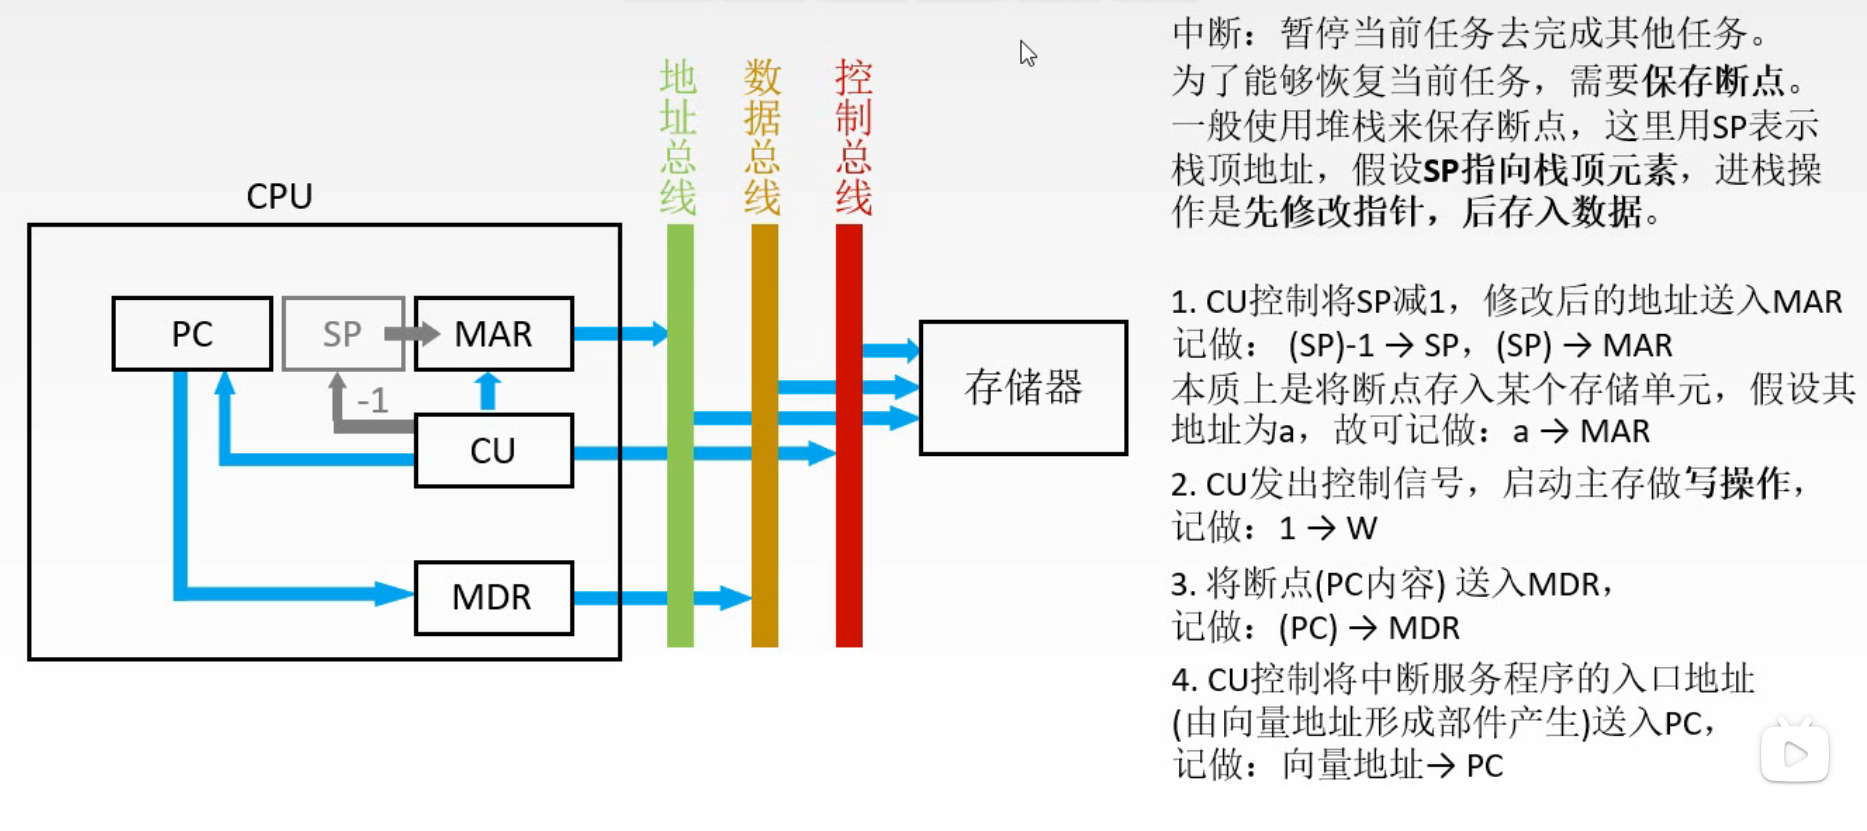 地址总线
数据总线
控制总线
CPU
PC
SP
MAR
-1
CU
MDR
存储器
中断：暂停当前任务去完成其他任务。
为了能够恢复当前任务，需要保存断点。
一般使用堆栈来保存断点，这里用SP表示
栈顶地址，假设SP指向栈顶元素，进栈操
作是先修改指针，后存入数据。
1. CU控制将SP减1，修改后的地址送入MAR
记做： (SP)-1 → SP，(SP) → MAR
本质上是将断点存入某个存储单元，假设其
地址为a，故可记做：a → MAR
2. CU发出控制信号，启动主存做写操作，
记做：1 → W
3. 将断点(PC内容) 送入MDR，
记做：(PC) → MDR
4. CU控制将中断服务程序的入口地址
(由向量地址形成部件产生)送入PC，
记做：向量地址→ PC